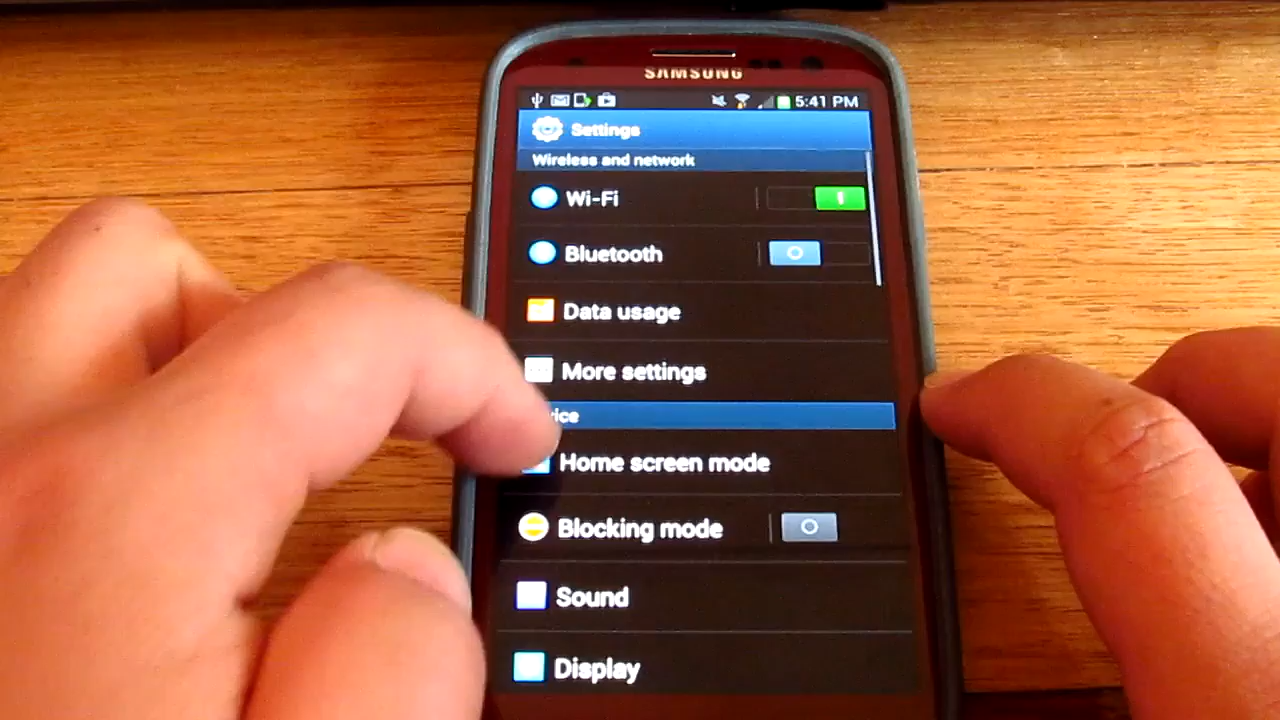 SAMSUNG
5:41 PM
Settings
Wireless and network
Wi-Fi
Bluetooth
Data usage
More settings
ice
Home screen mode
Blocking mode
Sound
Display